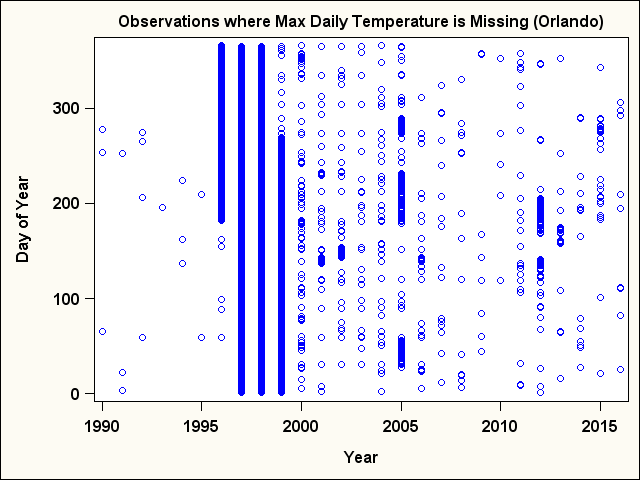 Observations where Max Daily Temperature is Missing (Orlando)
Day of Year
300
200
100
0
1990 1995 2000 2005 2010 2015
Year